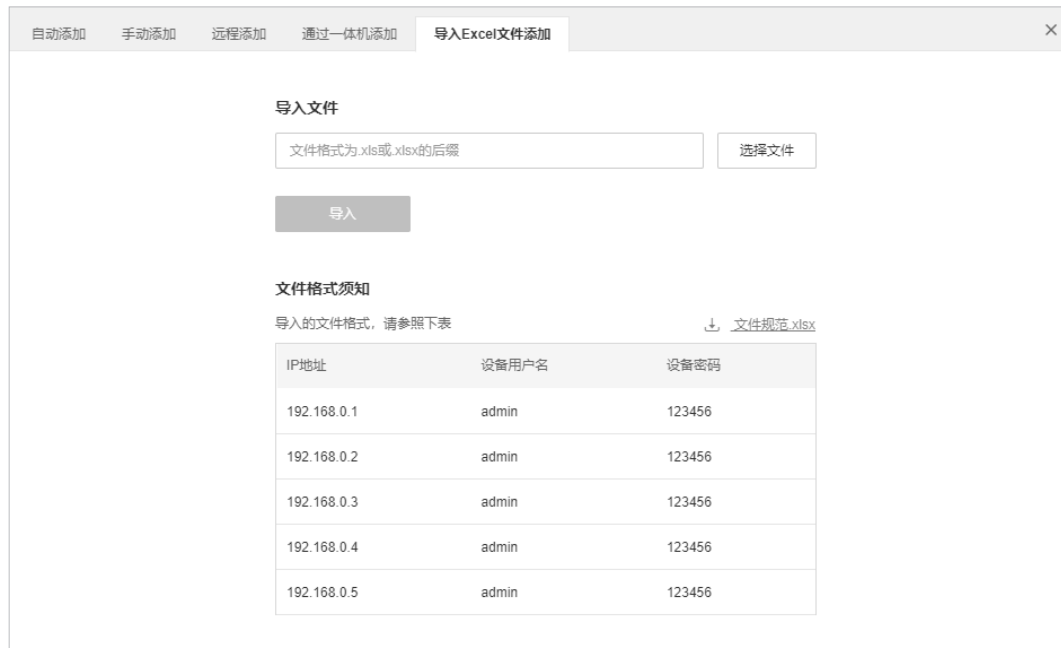 自动添加 手动添加 远程添加 通过一体机添加 导入Excel文件添加
导入文件
文件格式为.xls或.xlsx的后缀 选择文件
导入
文件格式须知
导入的文件格式，请参照下表 文件规范.xlsx
IP地址 设备用户名 设备密码
192.168.0.1 admin 123456
192.168.0.2 admin 123456
192.168.0.3 admin 123456
192.168.0.4 admin 123456
192.168.0.5 admin 123456